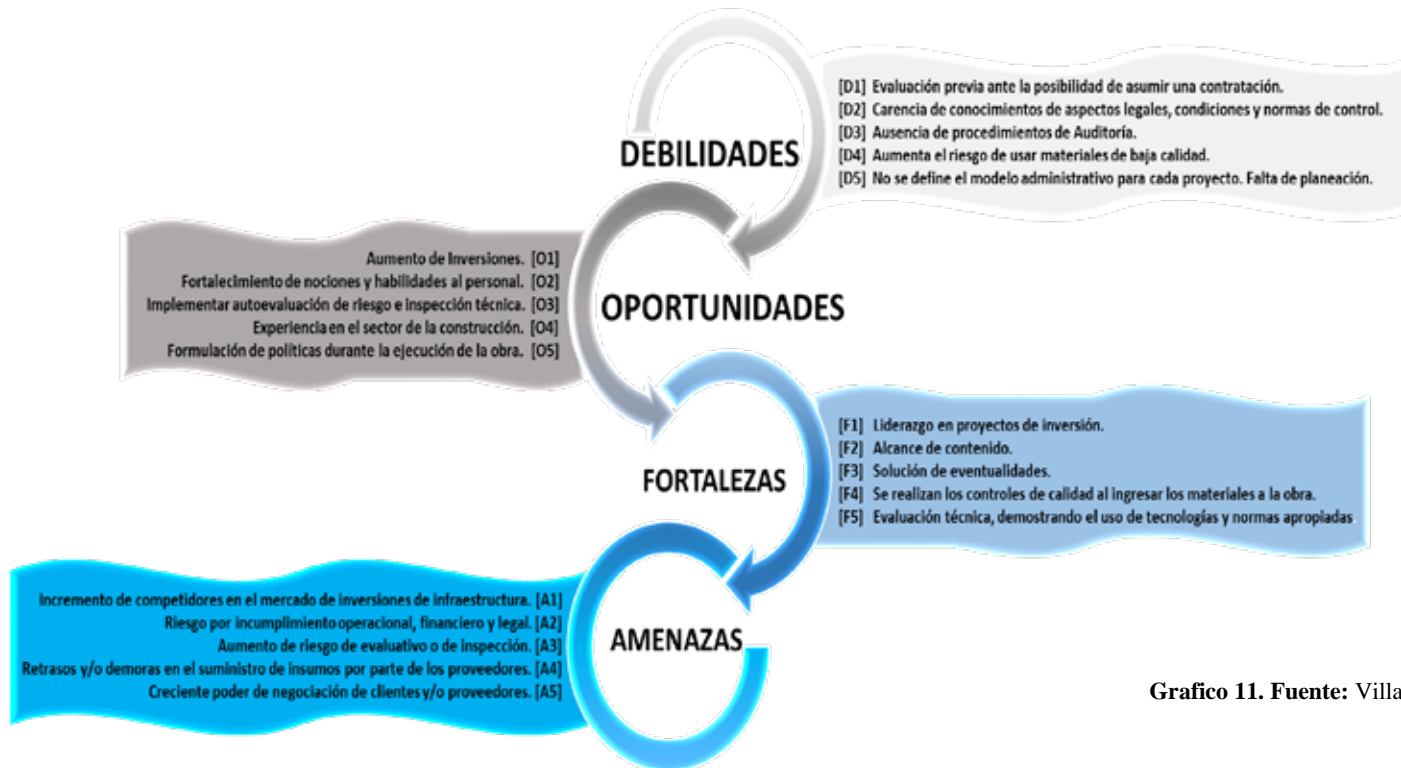 DEBILIDADES
[D1] Evaluación previa ante la posibilidad de asumir una contratación.
[D2] Carencia de conocimientos de aspectos legales, condiciones y normas de control.
[D3] Ausencia de procedimientos de Auditoría.
[D4] Aumenta el riesgo de usar materiales de baja calidad.
[D5] No se define el modelo administrativo para cada proyecto. Falta de planeación.
OPORTUNIDADES
Aumento de Inversiones. [O1]
Fortalecimiento de nociones y habilidades al personal. [O2]
Implementar autoevaluación de riesgo e inspección técnica. [O3]
Experiencia en el sector de la construcción. [O4]
Formulación de políticas durante la ejecución de la obra. [O5]
FORTALEZAS
[F1] Liderazgo en proyectos de inversión.
[F2] Alcance de contenido.
[F3] Solución de eventualidades.
[F4] Se realizan los controles de calidad al ingresar los materiales a la obra.
[F5] Evaluación técnica, demostrando el uso de tecnologías y normas apropiadas
AMENAZAS
Incremento de competidores en el mercado de inversiones de infraestructura. [A1]
Riesgo por incumplimiento operacional, financiero y legal. [A2]
Aumento de riesgo de evaluativo o de inspección. [A3]
Retrasos y/o demoras en el suministro de insumos por parte de los proveedores. [A4]
Creciente poder de negociación de clientes y/o proveedores. [A5]
Grafico 11. Fuente: Villa